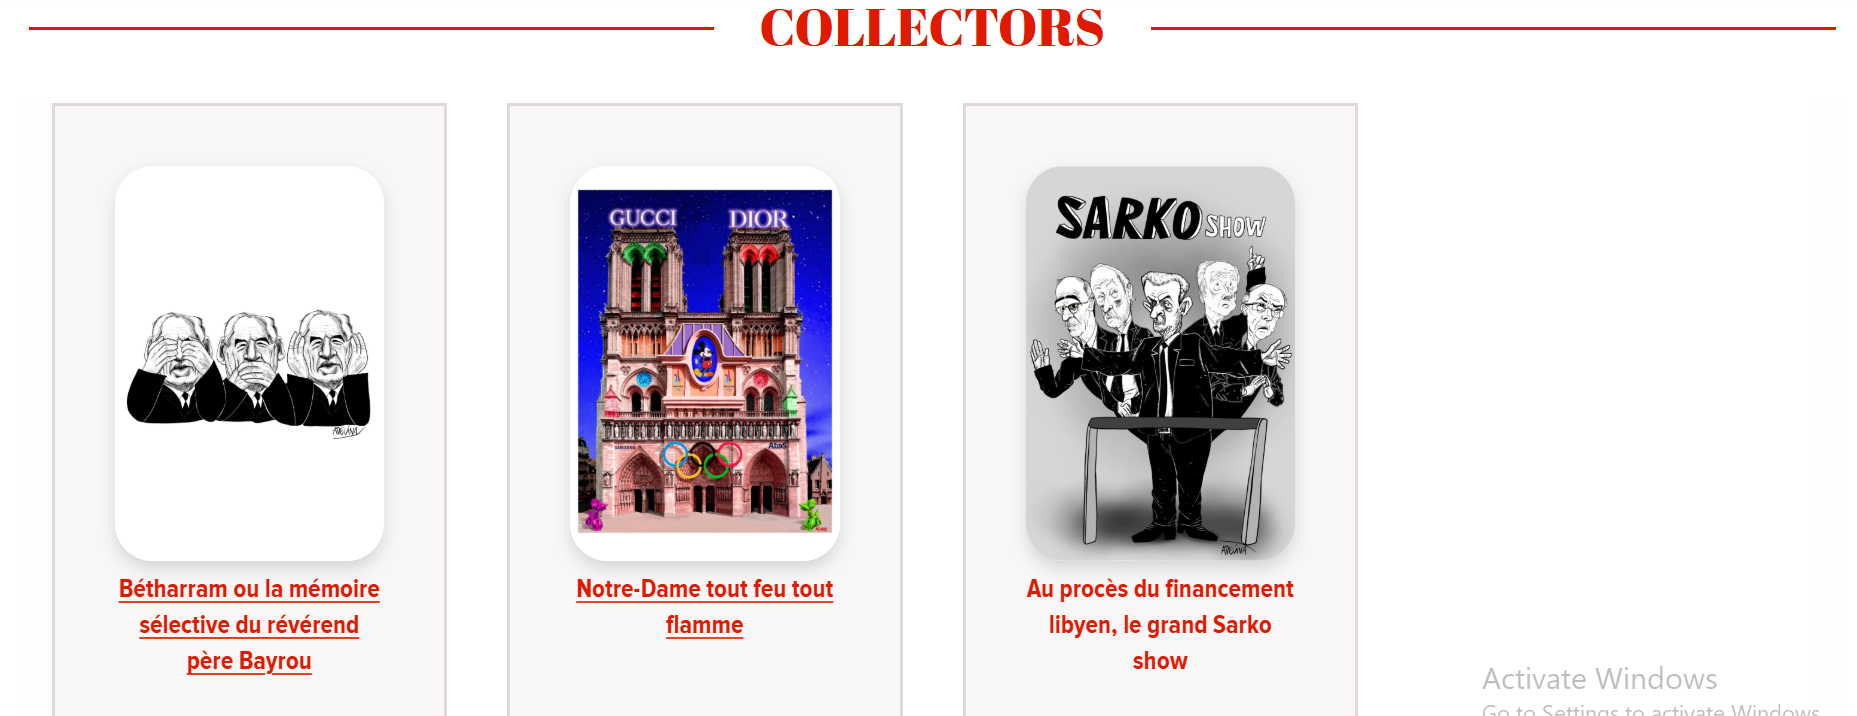 COLLECTORS
GUCCI DIOR
SARKO SHOW
Bétharram ou la mémoire
sélective du révérend
père Bayrou
Notre-Dame tout feu tout
flamme
Au procès du financement
libyen, le grand Sarko
show
Activate Windows
Go to Settings to activate Windows